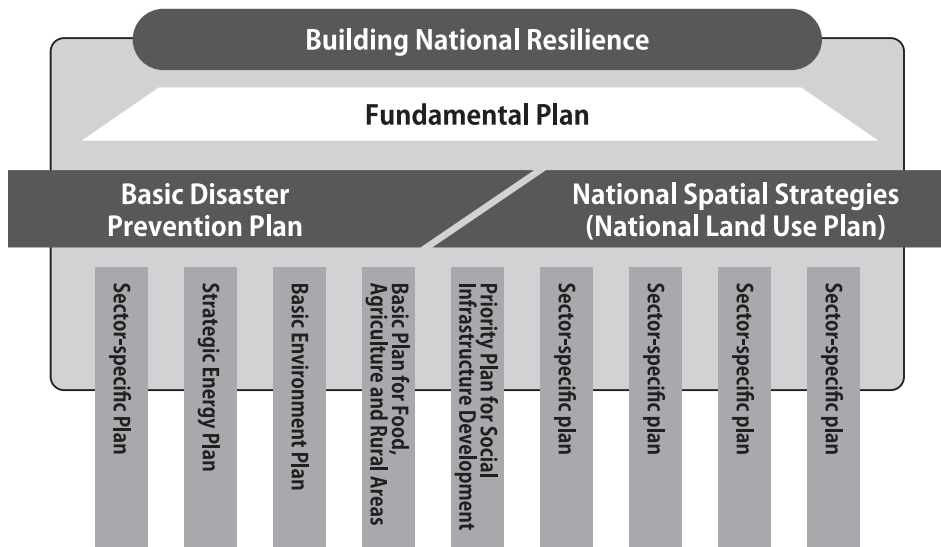 Building National Resilience
Fundamental Plan
Basic Disaster
Prevention Plan
National Spatial Strategies
(National Land Use Plan)
Sector-specific Plan
Strategic Energy Plan
Basic Environment Plan
Basic Plan for Food,
Agriculture and Rural Areas
Priority Plan for Social
Infrastructure Development
Sector-specific plan
Sector-specific plan
Sector-specific plan
Sector-specific plan